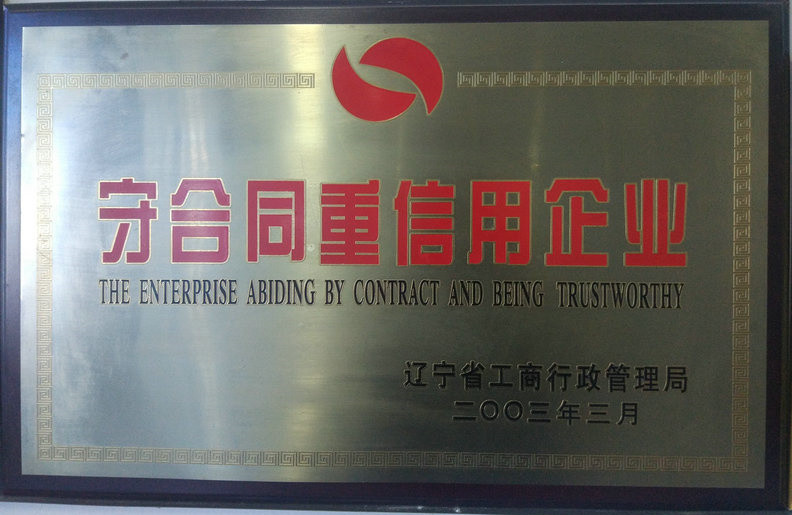 守合同重信用企业
THE ENTERPRISE ABIDING BY CONTRACT AND BEING TRUSTWORTHY
辽宁省工商行政管理局
二〇〇三年三月